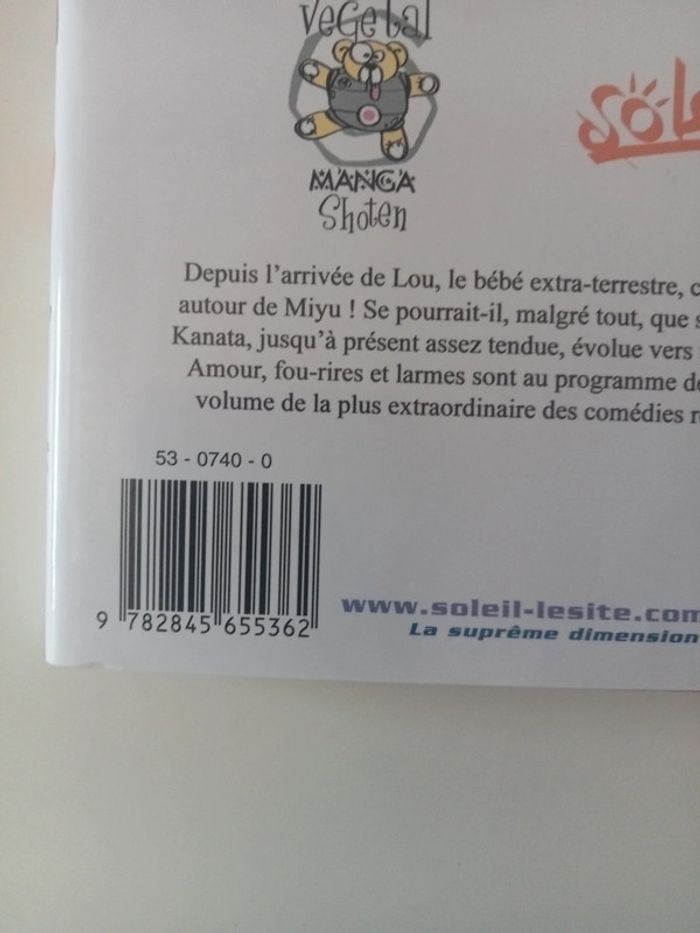 VeGetal
MANGA
Shoten
Depuis l'arrivée de Lou, le bébé extra-terrestre,
autour de Miyu ! Se pourrait-il, malgré tout, que
Kanata, jusqu'à présent assez tendue, évolue vers
Amour, fou-rires et larmes sont au programme
volume de la plus extraordinaire des comédies
53 - 0740 - 0
9 782845 655362
www.soleil-lesite.com
La suprême dimension